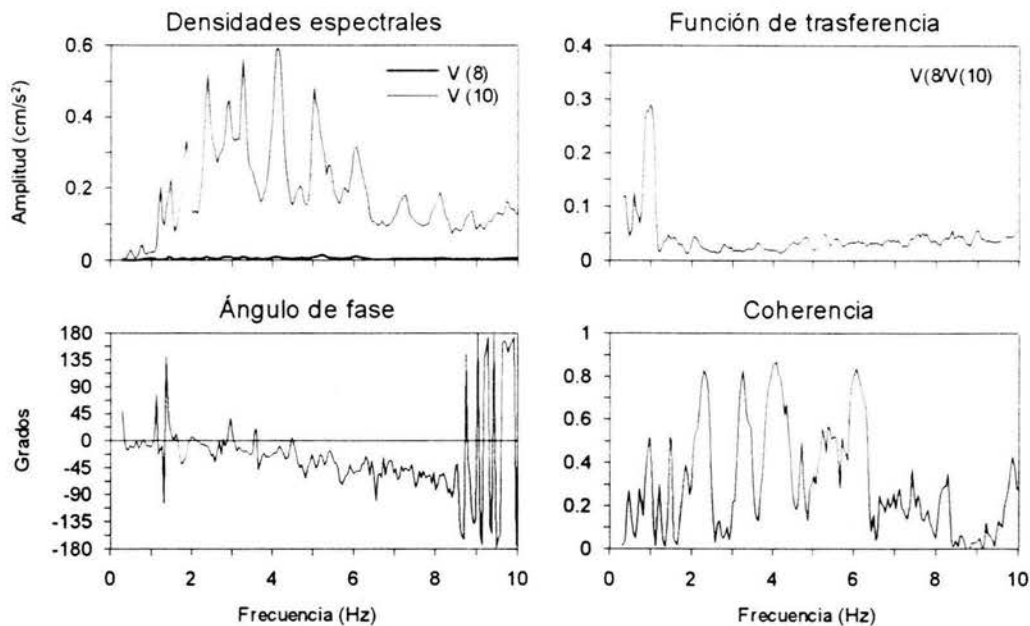 Densidades espectrales
Amplitud (cm/s²)
0.6
0.4
0.2
0
V (8)
V (10)
Función de trasferencia
0.4
0.3
0.2
0.1
0
V(8/V(10)
Ángulo de fase
Grados
180
135
90
45
0
-45
-90
-135
-180
0 2 4 6 8 10
Frecuencia (Hz)
Coherencia
1
0.8
0.6
0.4
0.2
0
0 2 4 6 8 10
Frecuencia (Hz)